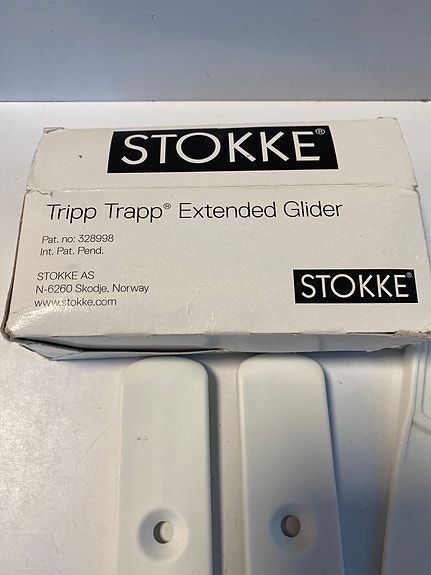 STOKKE®
Tripp Trapp® Extended Glider
Pat. no: 328998
Int. Pat. Pend.
STOKKE AS
N-6260 Skodje, Norway
www.stokke.com
STOKKE®